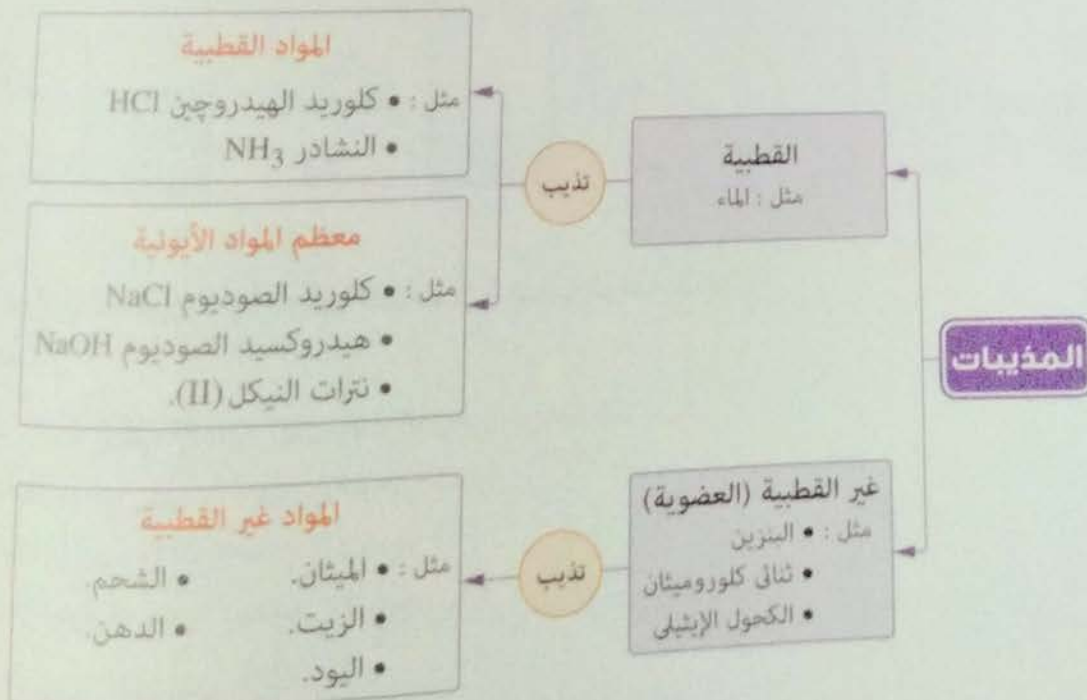 المذيبات
القطبية
مثل : الماء
تذيب
المواد القطبية
مثل : • كلوريد الهيدروچين HCl
• النشادر NH₃
معظم المواد الأيونية
مثل : • كلوريد الصوديوم NaCl
• هيدروكسيد الصوديوم NaOH
• نترات النيكل (II).
غير القطبية (العضوية)
مثل : • البنزين
• ثنائى كلوروميثان
• الكحول الإيثيلى
تذيب
المواد غير القطبية
مثل : • الميثان. • الشحم.
• الزيت. • الدهن.
• اليود.